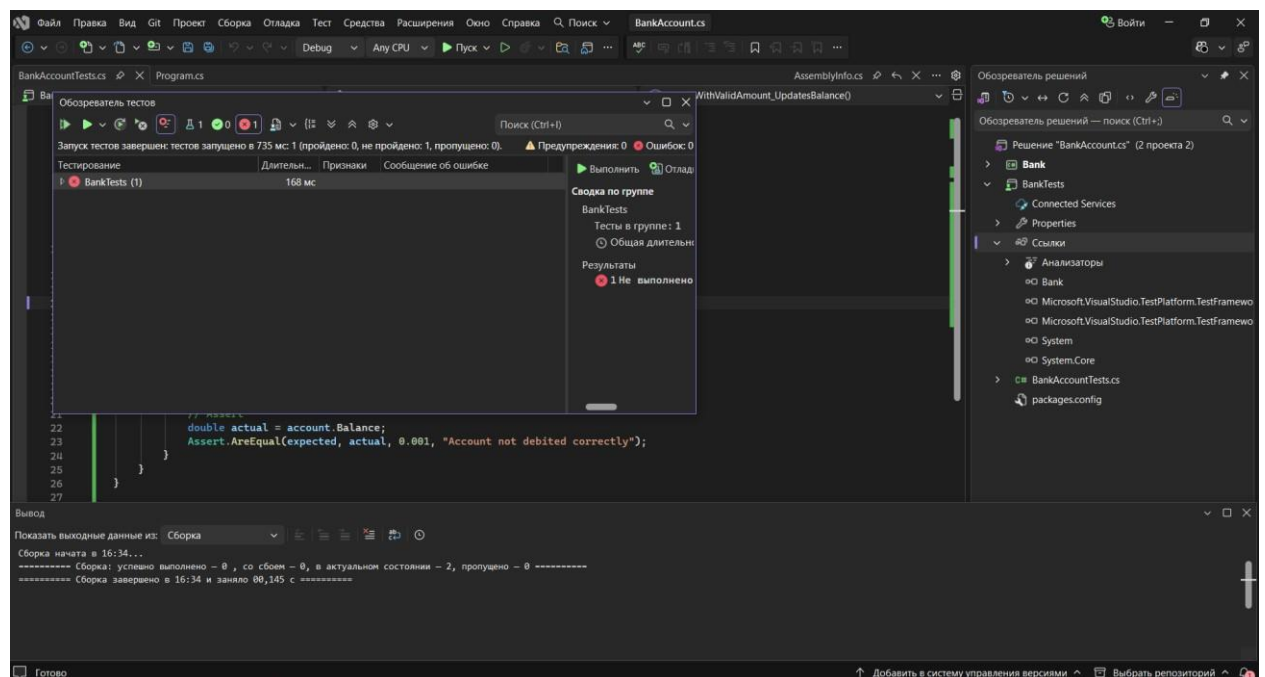 Файл Правка Вид Git Проект Сборка Отладка Тест Средства Расширения Окно Справка Поиск BankAccount.cs Войти
Debug Any CPU Пуск
BankAccountTests.cs Program.cs AssemblyInfo.cs
Ba WithValidAmount_UpdatesBalance()
Обозреватель тестов
1 0 1 Поиск (Ctrl+I)
Запуск тестов завершен: тестов запущено в 735 мс: 1 (пройдено: 0, не пройдено: 1, пропущено: 0). Предупреждения: 0 Ошибок: 0
Тестирование Длительн... Признаки Сообщение об ошибке
BankTests (1) 168 мс
Выполнить Отлад
Сводка по группе
BankTests
Тесты в группе: 1
Общая длительн
Результаты
1 Не выполнено
21 // Assert
22 double actual = account.Balance;
23 Assert.AreEqual(expected, actual, 0.001, "Account not debited correctly");
24 }
25 }
26 }
27
Обозреватель решений
Обозреватель решений — поиск (Ctrl+;)
Решение "BankAccount.cs" (2 проекта 2)
Bank
BankTests
Connected Services
Properties
Ссылки
Анализаторы
Bank
Microsoft.VisualStudio.TestPlatform.TestFramewo
Microsoft.VisualStudio.TestPlatform.TestFramewo
System
System.Core
C# BankAccountTests.cs
packages.config
Вывод
Показать выходные данные из: Сборка
Сборка начата в 16:34...
========== Сборка: успешно выполнено – 0 , со сбоем – 0, в актуальном состоянии – 2, пропущено – 0 ==========
========== Сборка завершено в 16:34 и заняло 00,145 с ==========
Готово Добавить в систему управления версиями Выбрать репозиторий